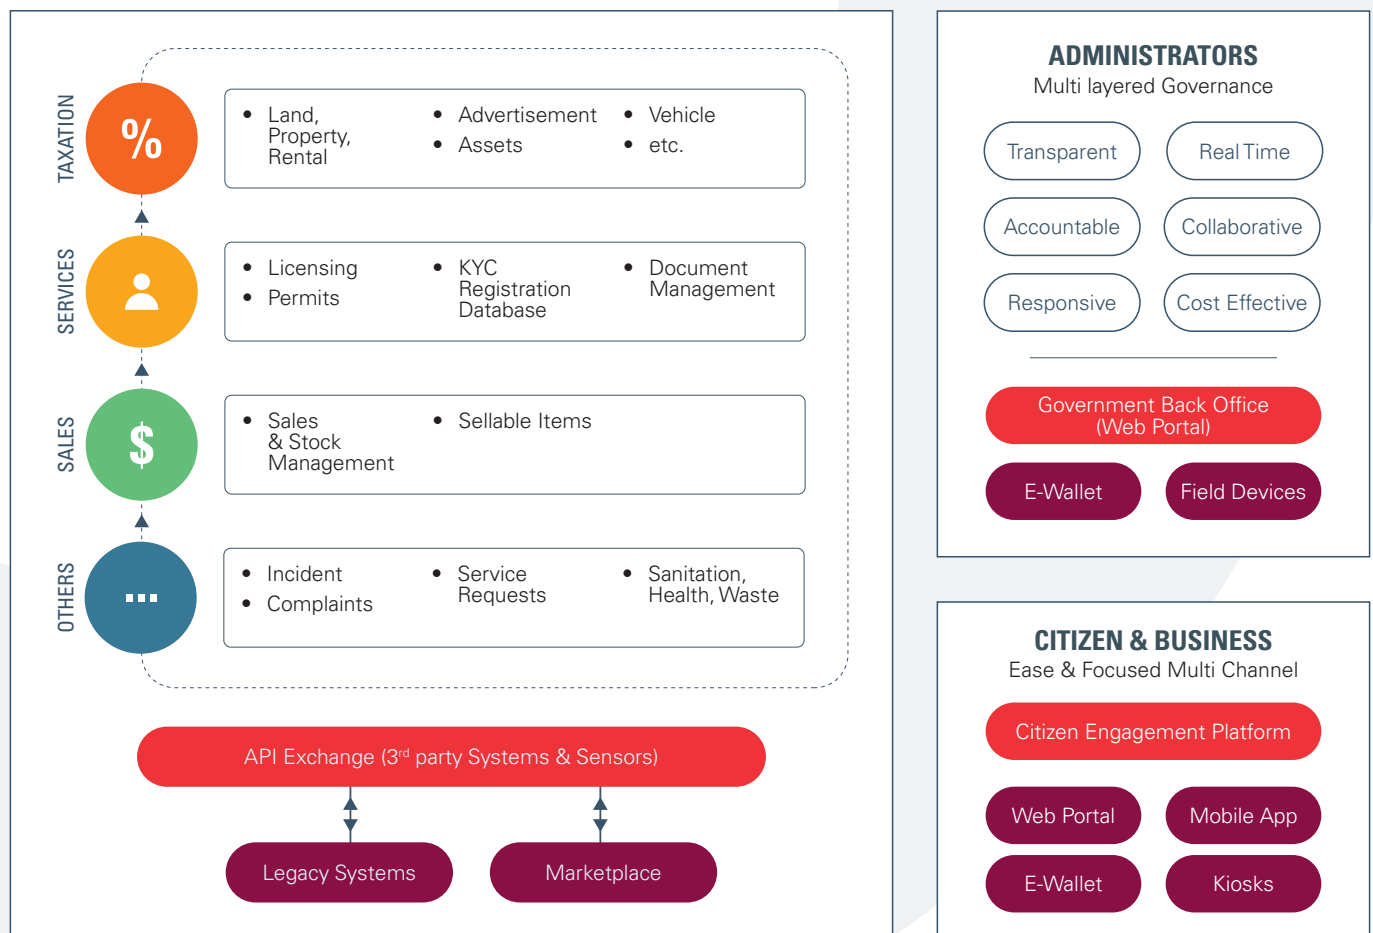 TAXATION
%
• Land,
Property,
Rental
• Advertisement
• Assets
• Vehicle
• etc.
SERVICES
• Licensing
• Permits
• KYC
Registration
Database
• Document
Management
SALES
$
• Sales
& Stock
Management
• Sellable Items
OTHERS
...
• Incident
• Complaints
• Service
Requests
• Sanitation,
Health, Waste
API Exchange (3rd party Systems & Sensors)
Legacy Systems
Marketplace
ADMINISTRATORS
Multi layered Governance
Transparent
Real Time
Accountable
Collaborative
Responsive
Cost Effective
Government Back Office
(Web Portal)
E-Wallet
Field Devices
CITIZEN & BUSINESS
Ease & Focused Multi Channel
Citizen Engagement Platform
Web Portal
Mobile App
E-Wallet
Kiosks